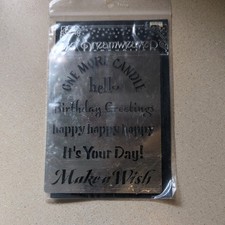 ONE MORE CANDLE
hello
Birthday Greetings
happy happy happy
It's Your Day!
Make a Wish